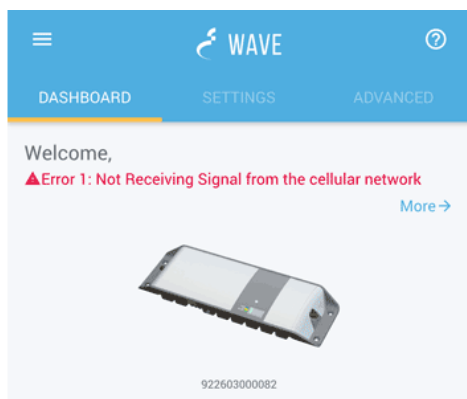 WAVE
DASHBOARD SETTINGS ADVANCED
Welcome,
Error 1: Not Receiving Signal from the cellular network
More
922603000082